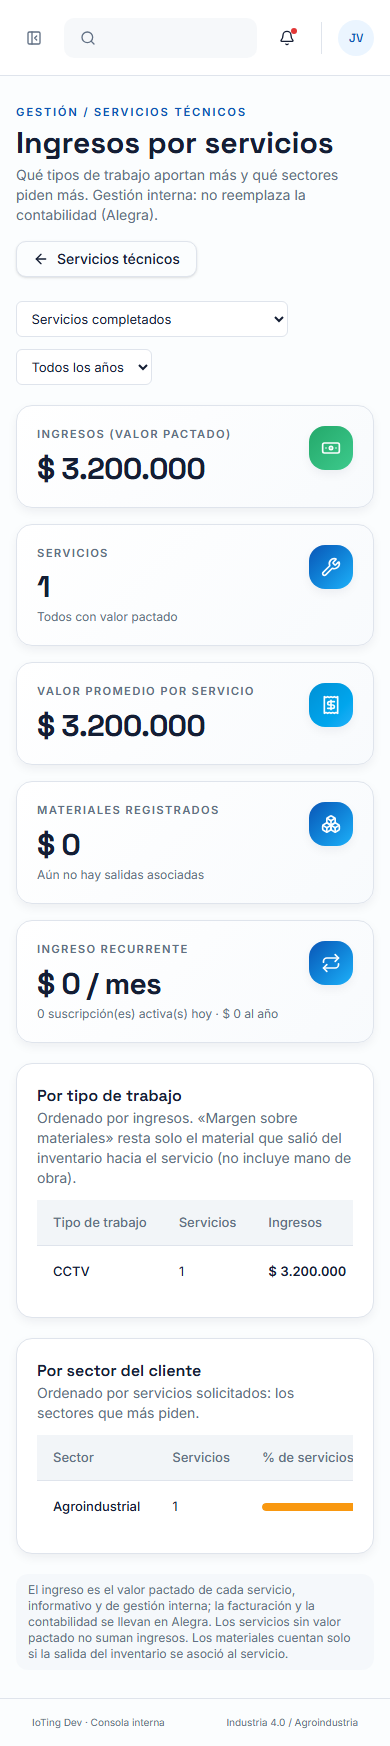 JV
GESTIÓN / SERVICIOS TÉCNICOS
Ingresos por servicios
Qué tipos de trabajo aportan más y qué sectores
piden más. Gestión interna: no reemplaza la
contabilidad (Alegra).
Servicios técnicos
Servicios completados
Todos los años
INGRESOS (VALOR PACTADO)
$ 3.200.000
SERVICIOS
1
Todos con valor pactado
VALOR PROMEDIO POR SERVICIO
$ 3.200.000
MATERIALES REGISTRADOS
$ 0
Aún no hay salidas asociadas
INGRESO RECURRENTE
$ 0 / mes
0 suscripción(es) activa(s) hoy · $ 0 al año
Por tipo de trabajo
Ordenado por ingresos. «Margen sobre
materiales» resta solo el material que salió del
inventario hacia el servicio (no incluye mano de
obra).
Tipo de trabajo Servicios Ingresos
CCTV 1 $ 3.200.000
Por sector del cliente
Ordenado por servicios solicitados: los
sectores que más piden.
Sector Servicios % de servicios
Agroindustrial 1
El ingreso es el valor pactado de cada servicio,
informativo y de gestión interna; la facturación y la
contabilidad se llevan en Alegra. Los servicios sin valor
pactado no suman ingresos. Los materiales cuentan solo
si la salida del inventario se asoció al servicio.
IoTing Dev · Consola interna Industria 4.0 / Agroindustria